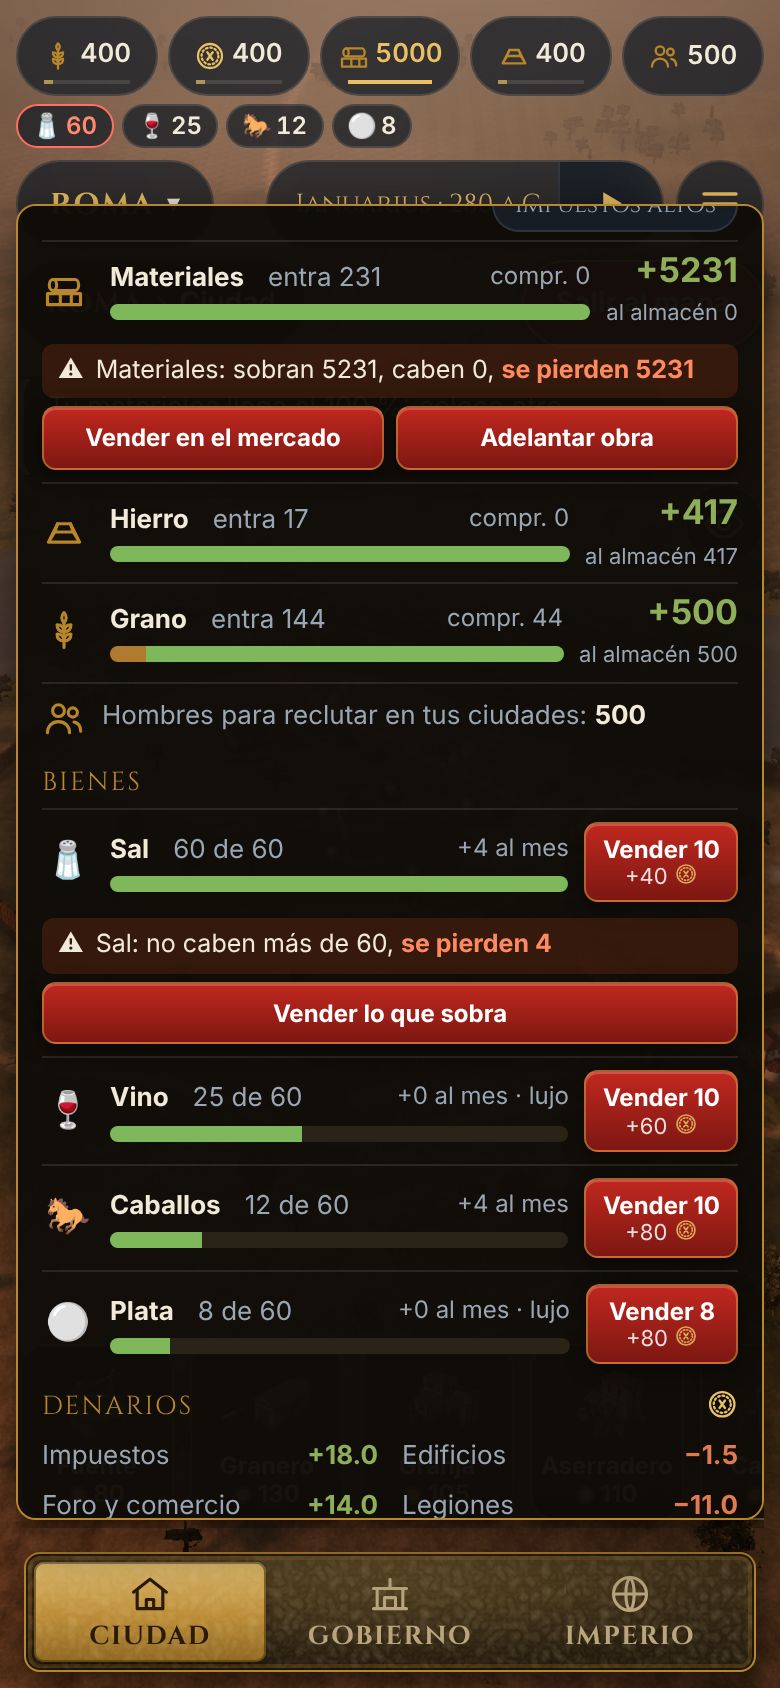 400 400 5000 400 500
60 25 12 8
ROMA ▼ IANUARIUS · 280 A.C.
IMPUESTOS ALTOS
Materiales entra 231 compr. 0 +5231
al almacén 0
⚠ Materiales: sobran 5231, caben 0, se pierden 5231
Vender en el mercado Adelantar obra
Hierro entra 17 compr. 0 +417
al almacén 417
Grano entra 144 compr. 44 +500
al almacén 500
Hombres para reclutar en tus ciudades: 500
BIENES
Sal 60 de 60 +4 al mes Vender 10
+40
⚠ Sal: no caben más de 60, se pierden 4
Vender lo que sobra
Vino 25 de 60 +0 al mes · lujo Vender 10
+60
Caballos 12 de 60 +4 al mes Vender 10
+80
Plata 8 de 60 +0 al mes · lujo Vender 8
+80
DENARIOS
Impuestos +18.0 Edificios −1.5
Foro y comercio +14.0 Legiones −11.0
CIUDAD GOBIERNO IMPERIO